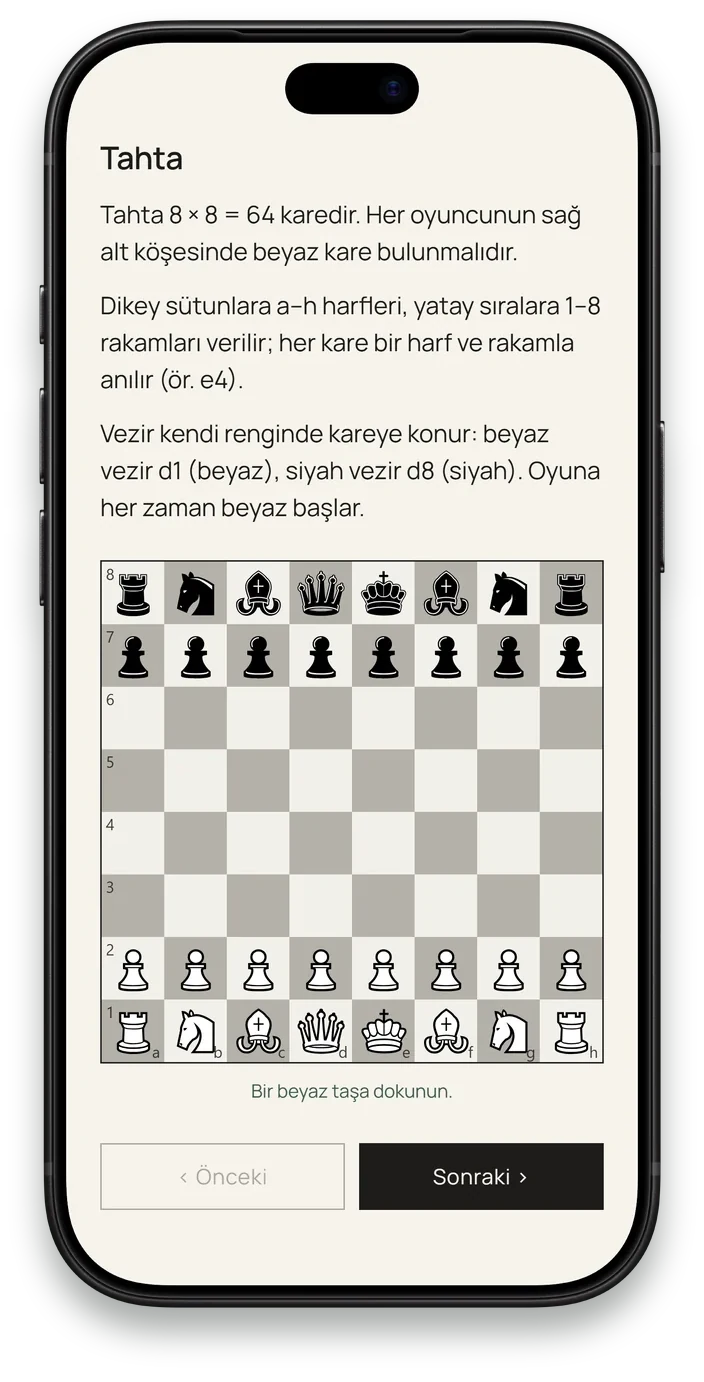 Tahta
Tahta 8 × 8 = 64 karedir. Her oyuncunun sağ
alt köşesinde beyaz kare bulunmalıdır.
Dikey sütunlara a–h harfleri, yatay sıralara 1–8
rakamları verilir; her kare bir harf ve rakamla
anılır (ör. e4).
Vezir kendi renginde kareye konur: beyaz
vezir d1 (beyaz), siyah vezir d8 (siyah). Oyuna
her zaman beyaz başlar.
8
7
6
5
4
3
2
1
a b c d e f g h
Bir beyaz taşa dokunun.
‹ Önceki
Sonraki ›